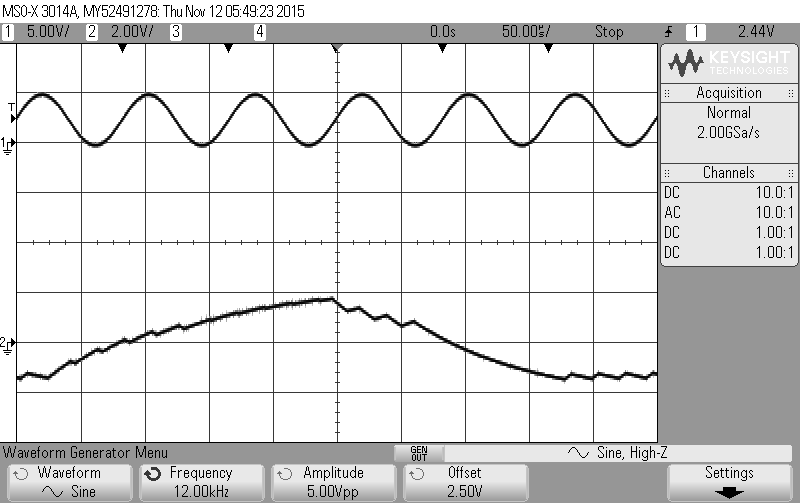 MSO-X 3014A, MY52491278: Thu Nov 12 05:49:23 2015
1 5.00V/ 2 2.00V/ 3 4 0.0s 50.00us/ Stop 1 2.44V
KEYSIGHT
TECHNOLOGIES
Acquisition
Normal
2.00GSa/s
Channels
DC 10.0:1
AC 10.0:1
DC 1.00:1
DC 1.00:1
T
1
2
Waveform Generator Menu
GEN
OUT
Sine, High-Z
Waveform
Sine
Frequency
12.00kHz
Amplitude
5.00Vpp
Offset
2.50V
Settings